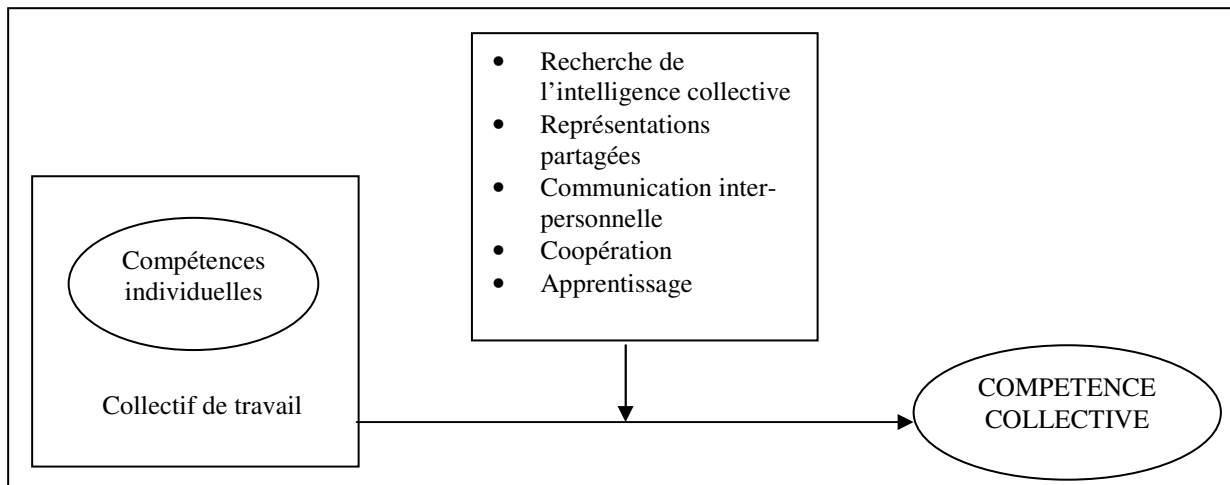 • Recherche de
l’intelligence collective
• Représentations
partagées
• Communication inter-
personnelle
• Coopération
• Apprentissage
Compétences
individuelles
Collectif de travail
COMPETENCE
COLLECTIVE